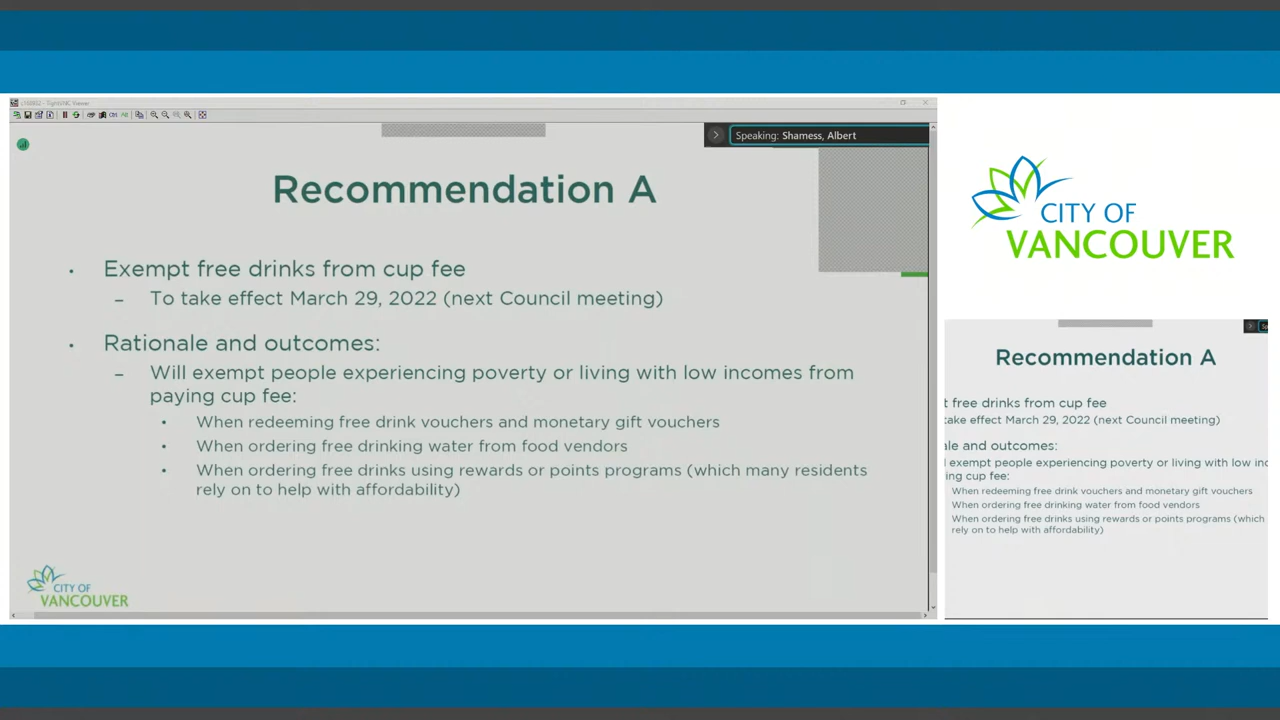 Speaking: Shamess, Albert
Recommendation A
• Exempt free drinks from cup fee
– To take effect March 29, 2022 (next Council meeting)
• Rationale and outcomes:
– Will exempt people experiencing poverty or living with low incomes from
paying cup fee:
• When redeeming free drink vouchers and monetary gift vouchers
• When ordering free drinking water from food vendors
• When ordering free drinks using rewards or points programs (which many residents
rely on to help with affordability)
CITY OF
VANCOUVER
CITY OF
VANCOUVER
Recommendation A
t free drinks from cup fee
take effect March 29, 2022 (next Council meeting)
ale and outcomes:
l exempt people experiencing poverty or living with low inc
ing cup fee:
When redeeming free drink vouchers and monetary gift vouchers
When ordering free drinking water from food vendors
When ordering free drinks using rewards or points programs (which
rely on to help with affordability)